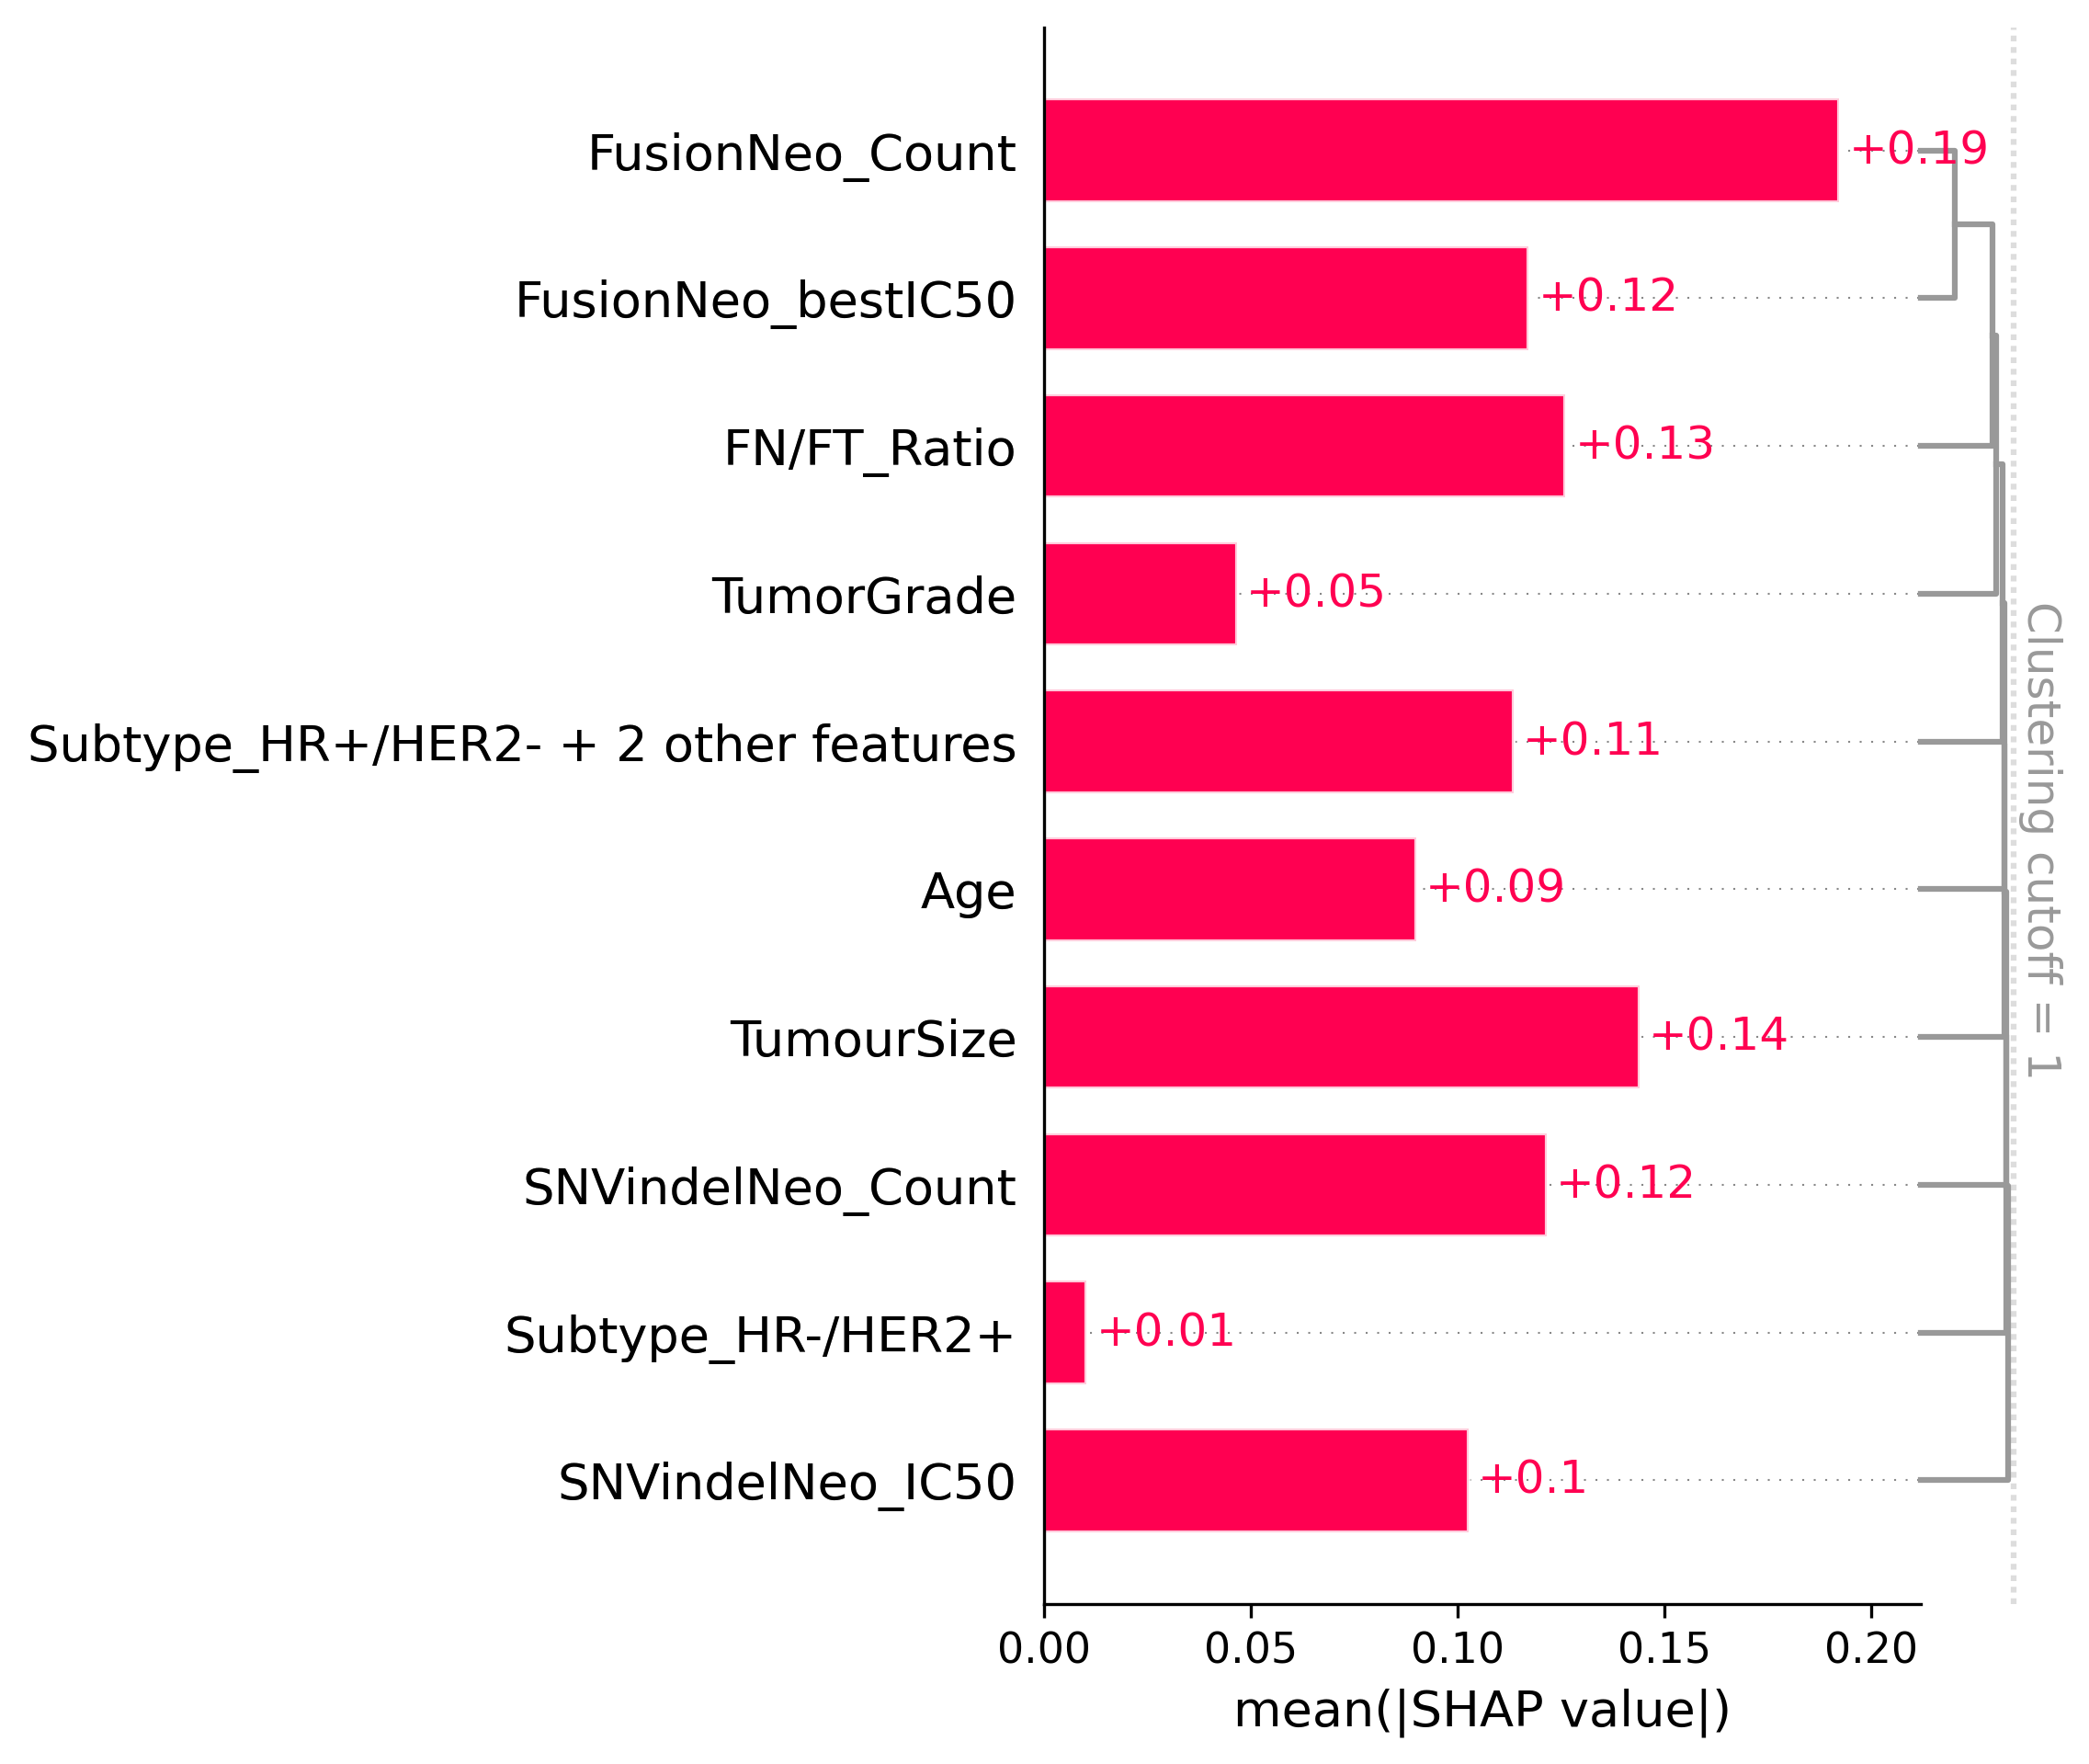 FusionNeo_Count
+0.19
FusionNeo_bestIC50
+0.12
FN/FT_Ratio
+0.13
TumorGrade
+0.05
Subtype_HR+/HER2- + 2 other features
+0.11
Age
+0.09
TumourSize
+0.14
SNVindelNeo_Count
+0.12
Subtype_HR-/HER2+
+0.01
SNVindelNeo_IC50
+0.1
Clustering cutoff = 1
0.00 0.05 0.10 0.15 0.20
mean(|SHAP value|)